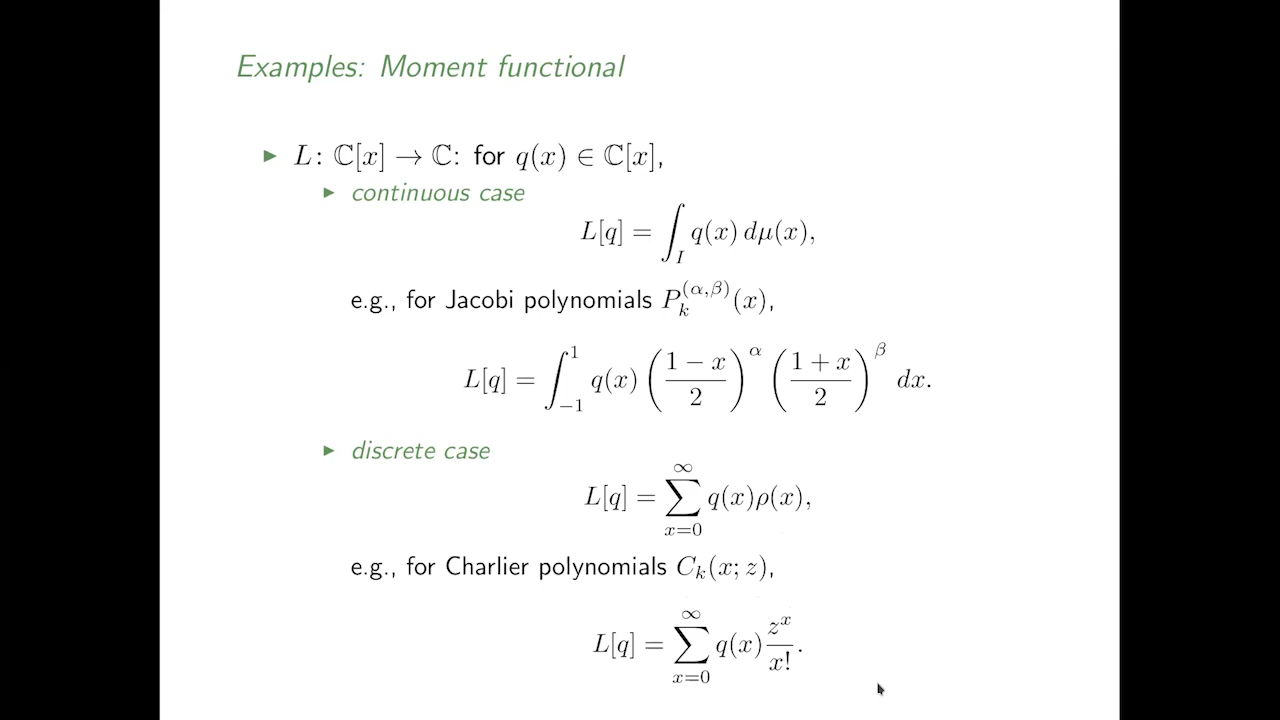 Examples: Moment functional
▶ L: ℂ[x] → ℂ: for q(x) ∈ ℂ[x],
▶ continuous case
L[q] = ∫_I q(x) dμ(x),
e.g., for Jacobi polynomials P_k^{(α,β)}(x),
L[q] = ∫_{-1}^{1} q(x) ((1 − x)/2)^α ((1 + x)/2)^β dx.
▶ discrete case
L[q] = ∑_{x=0}^{∞} q(x)ρ(x),
e.g., for Charlier polynomials C_k(x; z),
L[q] = ∑_{x=0}^{∞} q(x) z^x/x!.